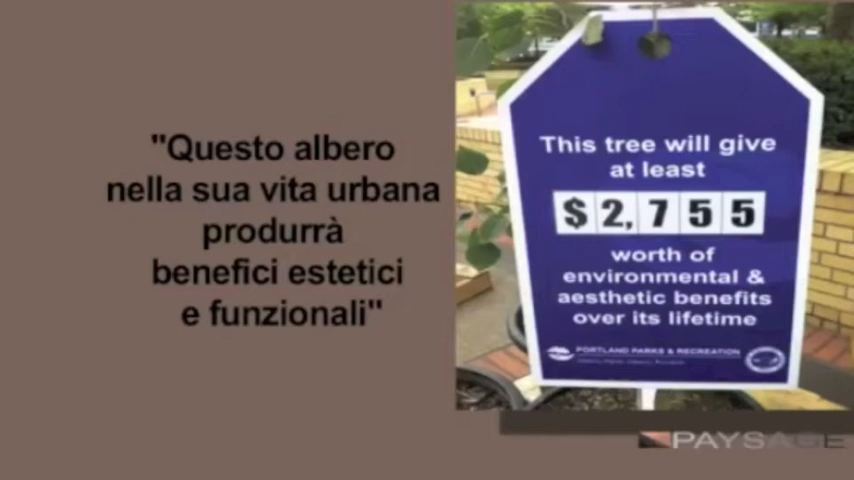 "Questo albero
nella sua vita urbana
produrrà
benefici estetici
e funzionali"
This tree will give
at least
$2,755
worth of
environmental &
aesthetic benefits
over its lifetime
PORTLAND PARKS & RECREATION
PAYSAGE